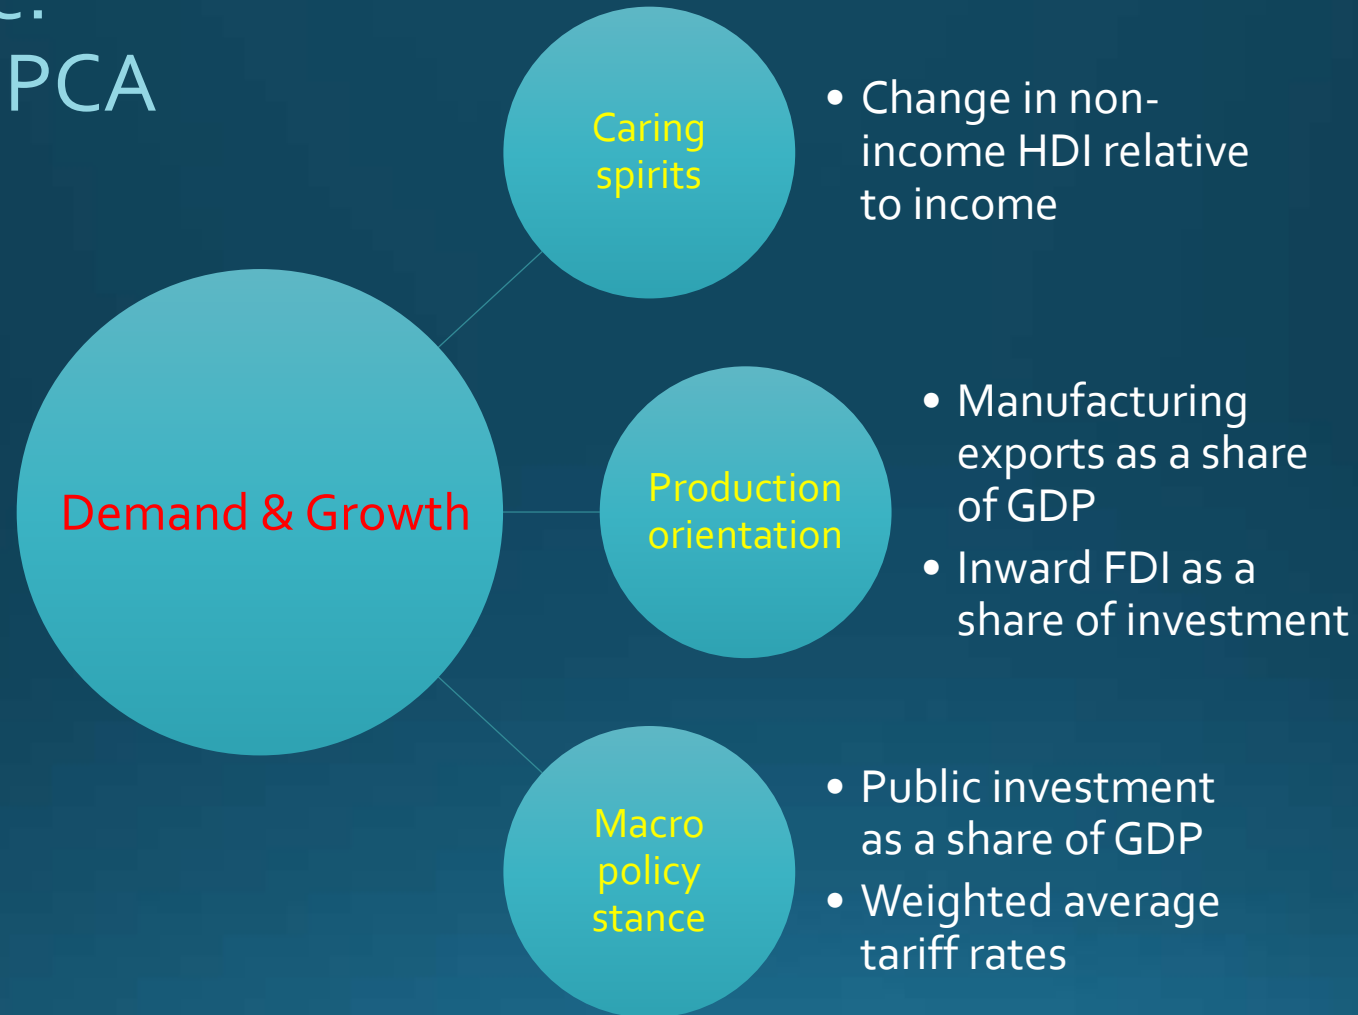 PCA
Caring
spirits
• Change in non-
income HDI relative
to income
Demand & Growth
Production
orientation
• Manufacturing
exports as a share
of GDP
• Inward FDI as a
share of investment
Macro
policy
stance
• Public investment
as a share of GDP
• Weighted average
tariff rates